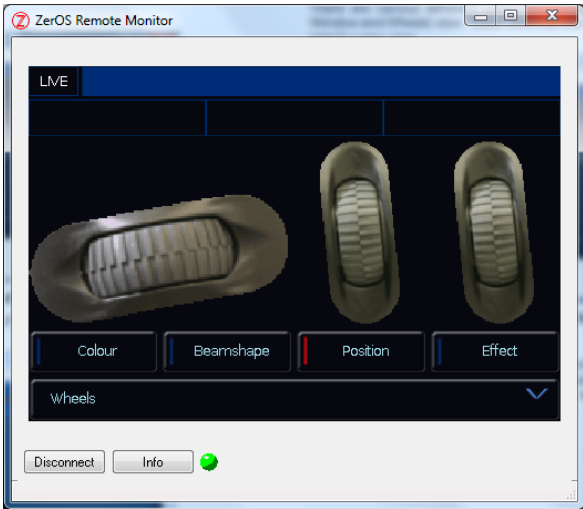 ZerOS Remote Monitor
LIVE
Colour Beamshape Position Effect
Wheels
Disconnect Info